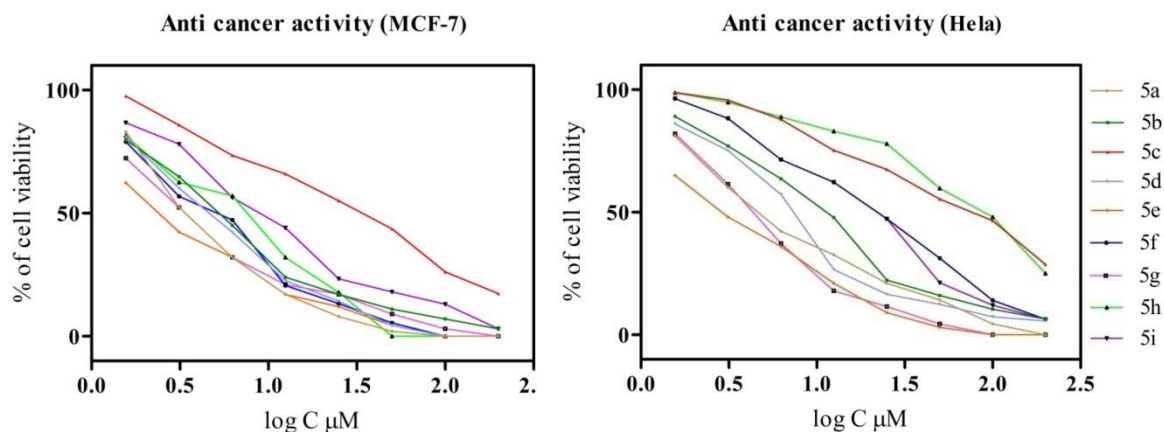 Anti cancer activity (MCF-7)
% of cell viability
100
50
0
0.0 0.5 1.0 1.5 2.0 2.
log C μM
Anti cancer activity (Hela)
% of cell viability
100
50
0
0.0 0.5 1.0 1.5 2.0 2.5
log C μM
5a
5b
5c
5d
5e
5f
5g
5h
5i